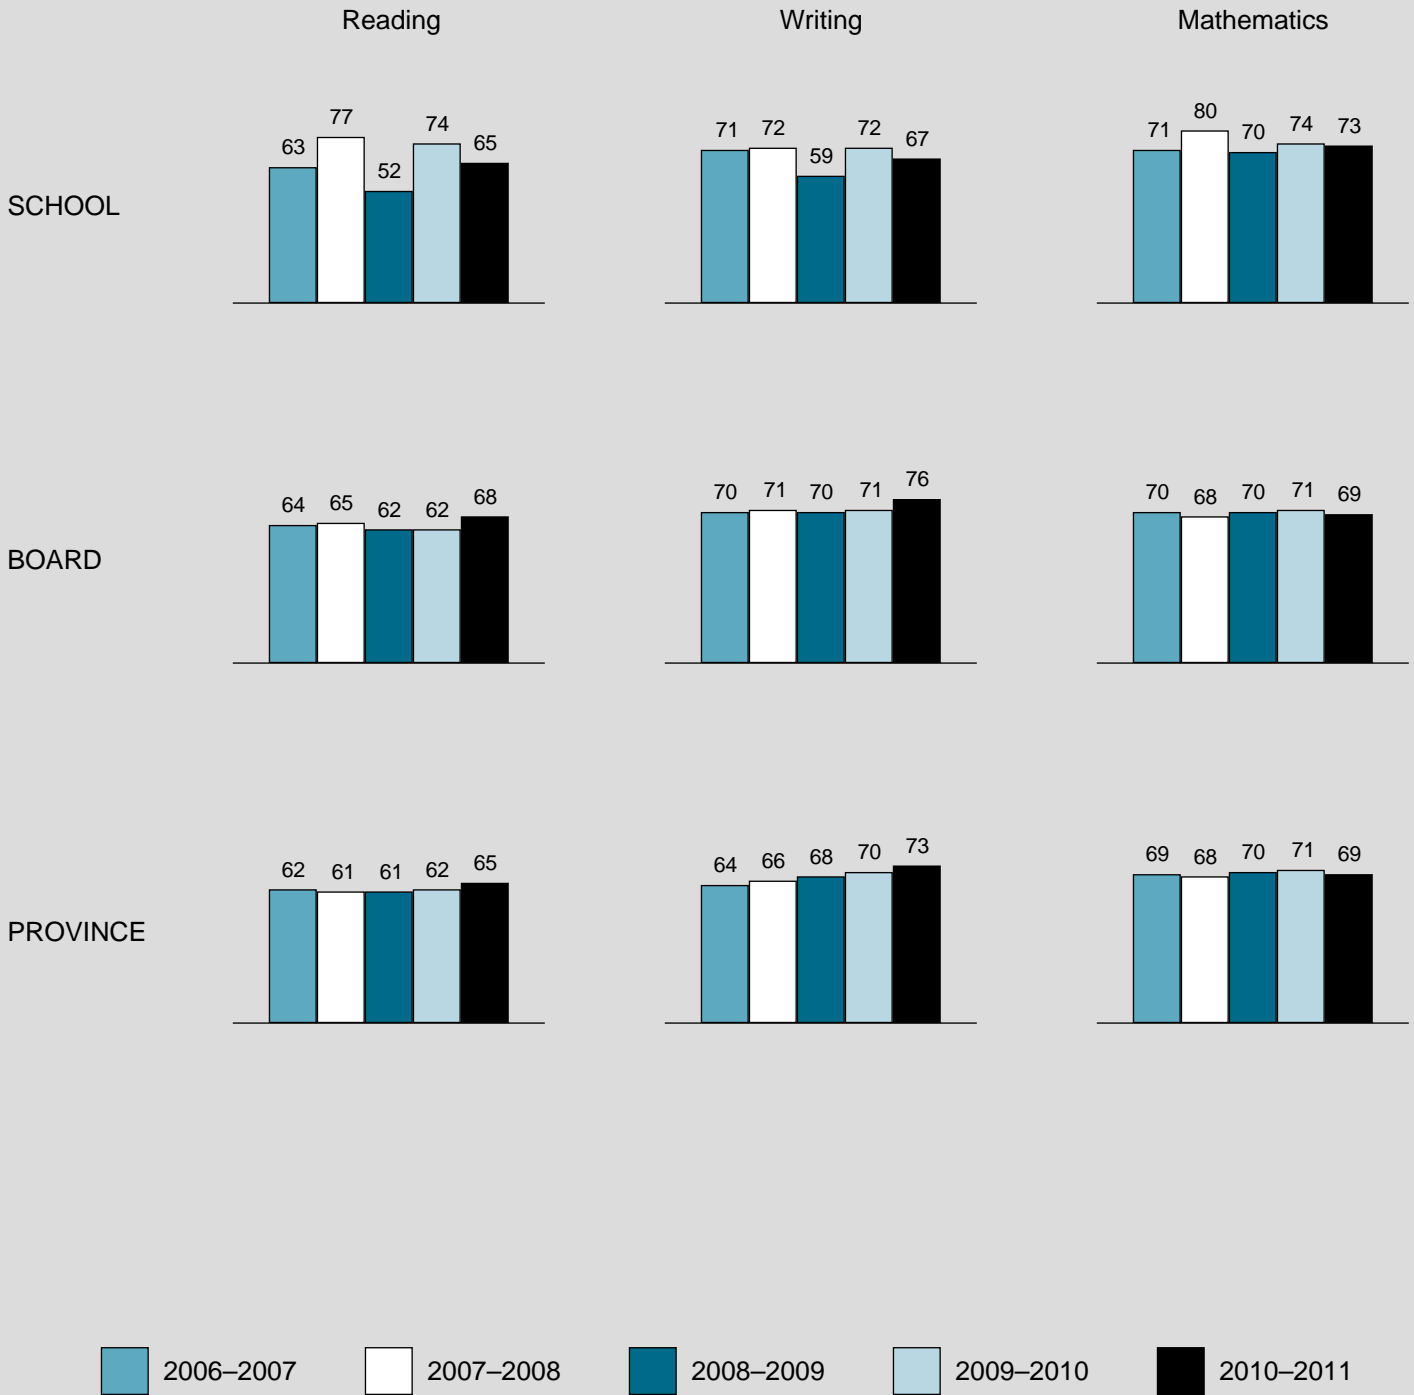 Reading Writing Mathematics
SCHOOL
63 77 52 74 65
71 72 59 72 67
71 80 70 74 73
BOARD
64 65 62 62 68
70 71 70 71 76
70 68 70 71 69
PROVINCE
62 61 61 62 65
64 66 68 70 73
69 68 70 71 69
2006–2007 2007–2008 2008–2009 2009–2010 2010–2011